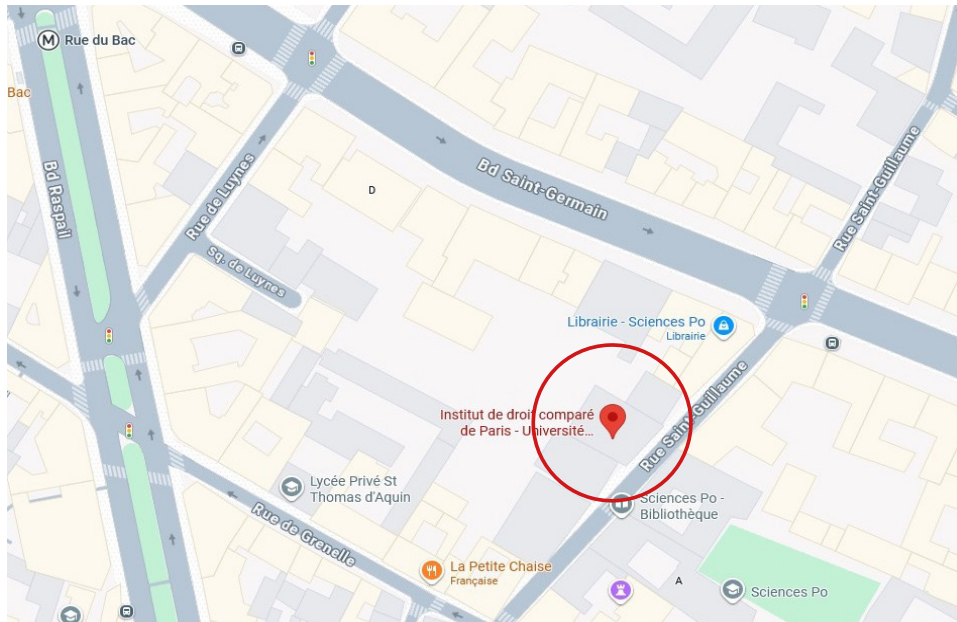 M Rue du Bac
Bac
Bd Raspail
Rue de Luynes
Sq. de Luynes
D
Bd Saint-Germain
Rue Saint-Guillaume
Librairie - Sciences Po
Librairie
Rue Saint-Guillaume
Institut de droit comparé
de Paris - Université...
Lycée Privé St
Thomas d'Aquin
Sciences Po -
Bibliothèque
Rue de Grenelle
La Petite Chaise
Française
A
Sciences Po